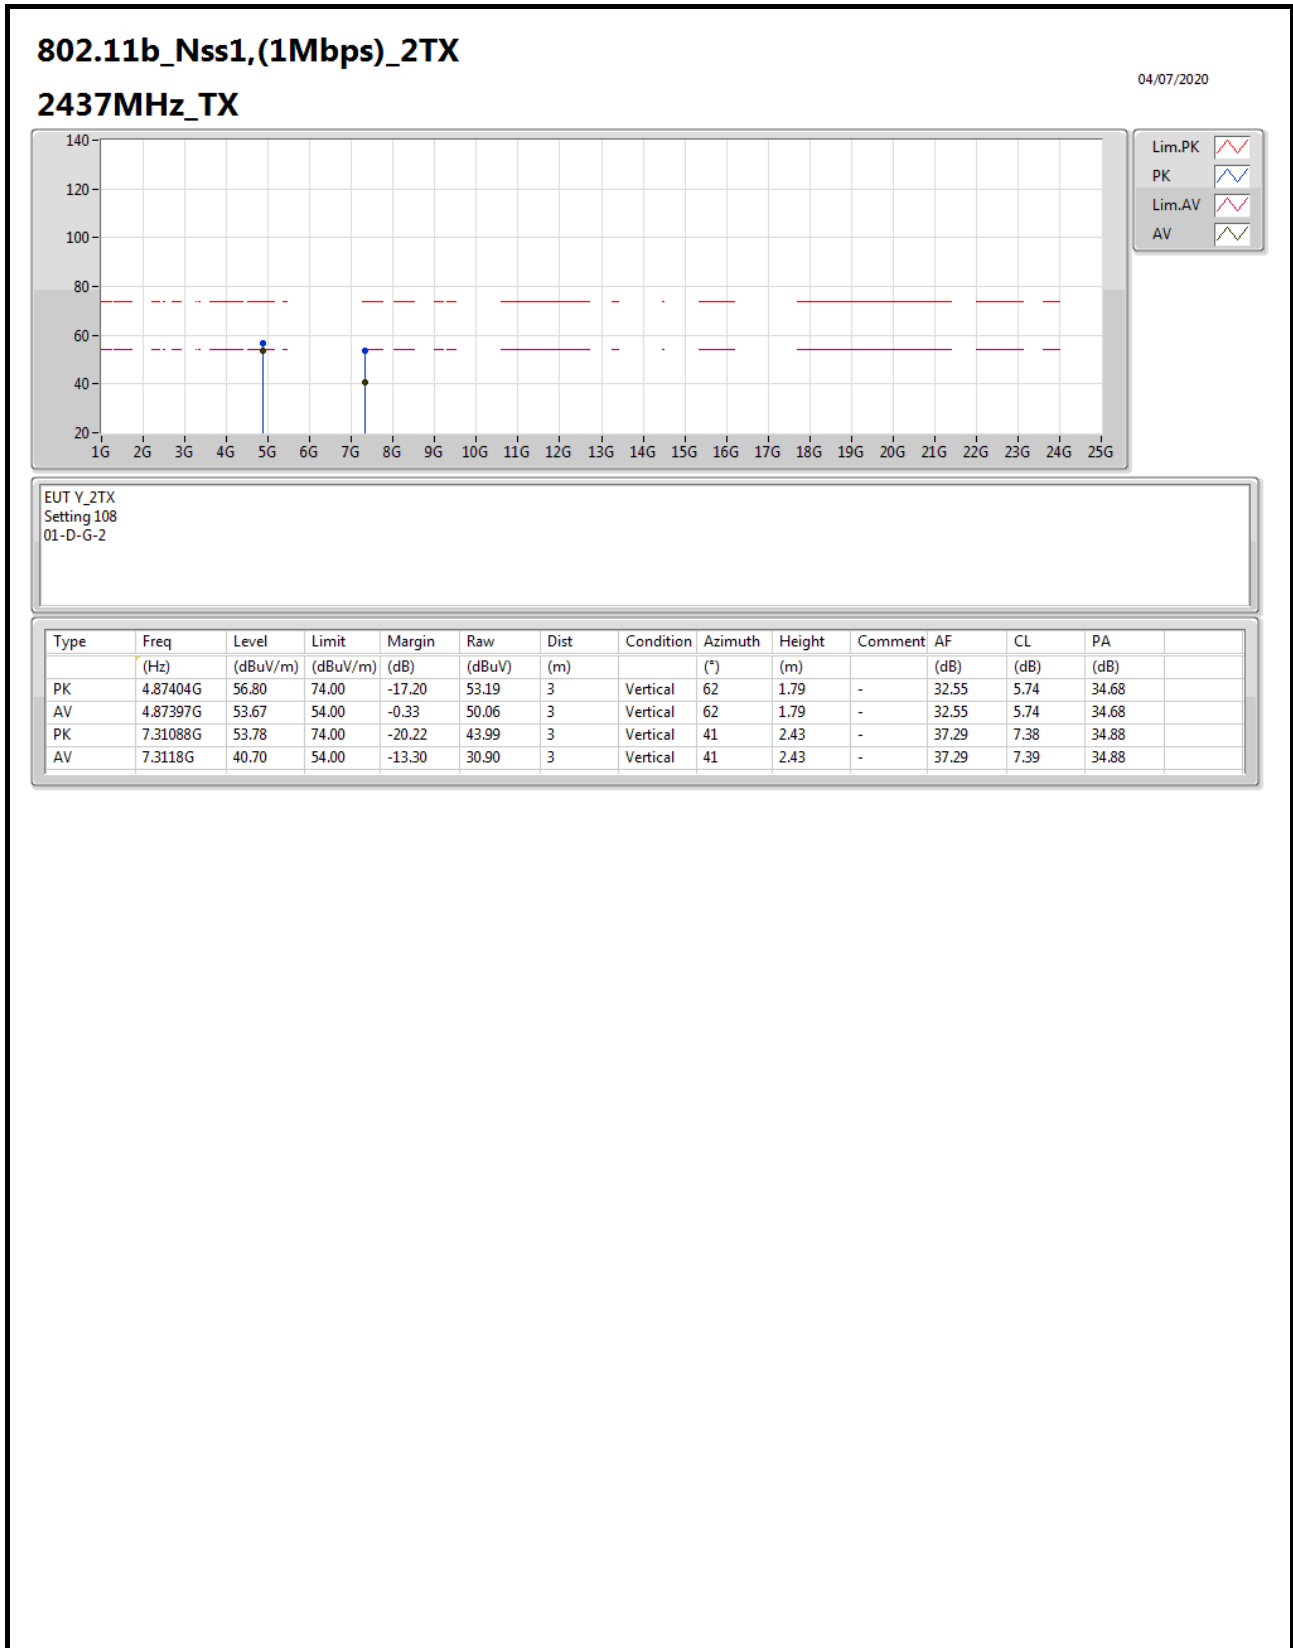 802.11b_Nss1,(1Mbps)_2TX
04/07/2020
2437MHz_TX
140
120
100
80
60
40
20
1G 2G 3G 4G 5G 6G 7G 8G 9G 10G 11G 12G 13G 14G 15G 16G 17G 18G 19G 20G 21G 22G 23G 24G 25G
Lim.PK
PK
Lim.AV
AV
EUT Y_2TX
Setting 108
01-D-G-2
Type Freq Level Limit Margin Raw Dist Condition Azimuth Height Comment AF CL PA
(Hz) (dBuV/m) (dBuV/m) (dB) (dBuV) (m) (°) (m) (dB) (dB) (dB)
PK 4.87404G 56.80 74.00 -17.20 53.19 3 Vertical 62 1.79 - 32.55 5.74 34.68
AV 4.87397G 53.67 54.00 -0.33 50.06 3 Vertical 62 1.79 - 32.55 5.74 34.68
PK 7.31088G 53.78 74.00 -20.22 43.99 3 Vertical 41 2.43 - 37.29 7.38 34.88
AV 7.3118G 40.70 54.00 -13.30 30.90 3 Vertical 41 2.43 - 37.29 7.39 34.88